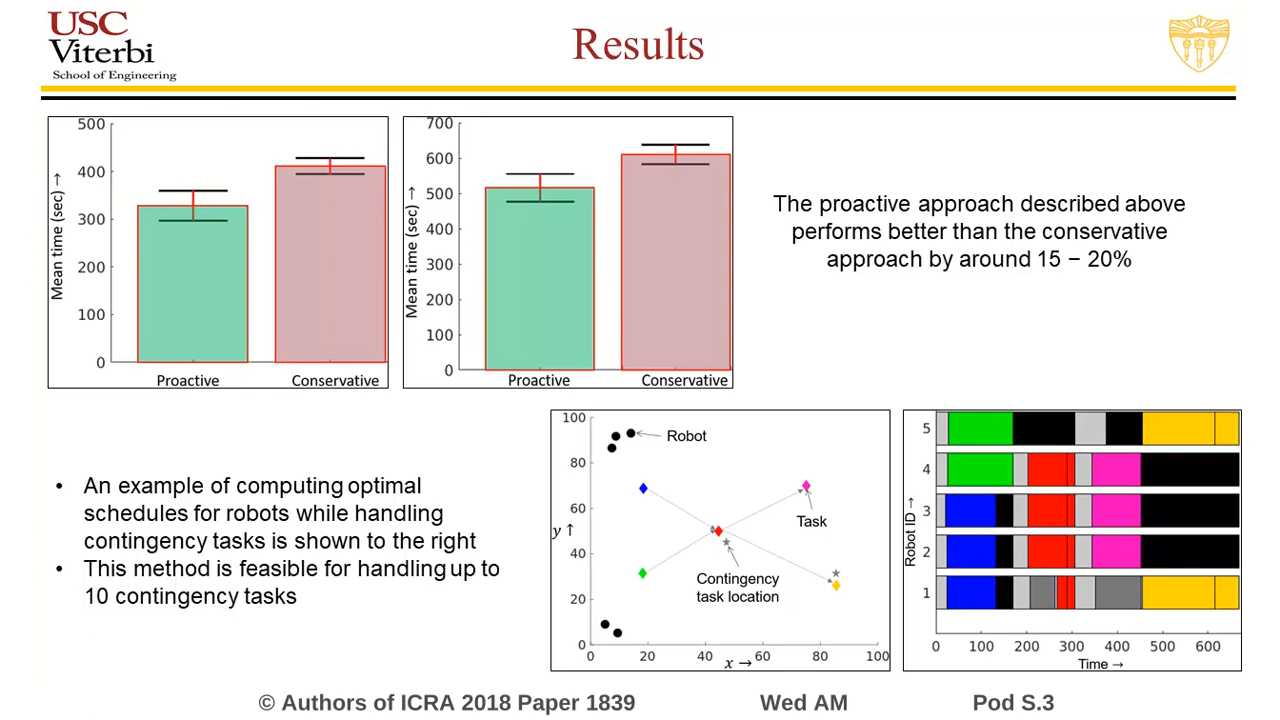 USC
Viterbi
School of Engineering
Results
500
400
300
200
100
0
Mean time (sec) →
Proactive
Conservative
700
600
500
400
300
200
100
0
Mean time (sec) →
Proactive
Conservative
The proactive approach described above
performs better than the conservative
approach by around 15 – 20%
• An example of computing optimal
schedules for robots while handling
contingency tasks is shown to the right
• This method is feasible for handling up to
10 contingency tasks
100
80
60
40
20
0
y ↑
Robot
Task
Contingency
task location
0 20 40 60 80 100
x →
5
4
3
2
1
Robot ID →
0 100 200 300 400 500 600
Time →
© Authors of ICRA 2018 Paper 1839 Wed AM Pod S.3